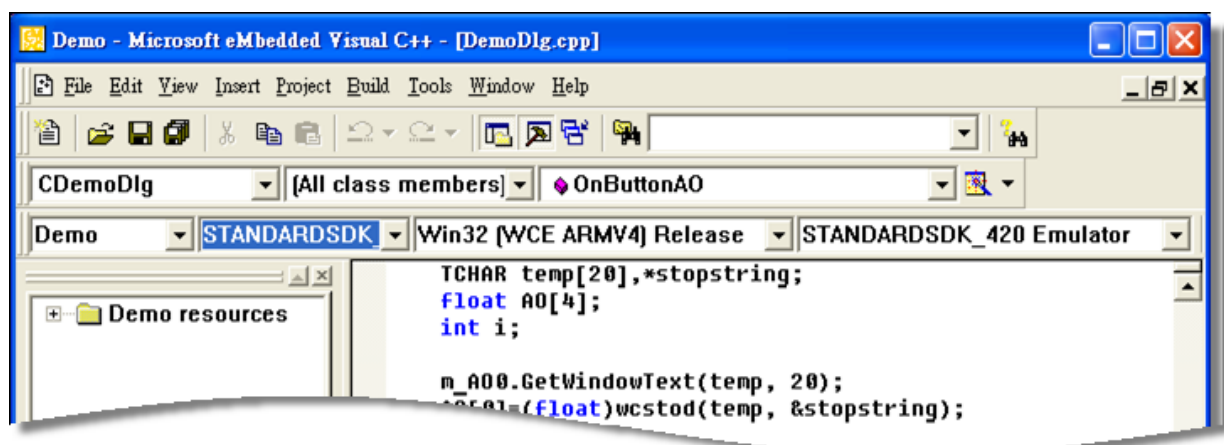 Demo - Microsoft eMbedded Visual C++ - [DemoDlg.cpp]
File Edit View Insert Project Build Tools Window Help
CDemoDlg [All class members] OnButtonAO
Demo STANDARDSDK_ Win32 (WCE ARMV4) Release STANDARDSDK_420 Emulator
Demo resources
TCHAR temp[20],*stopstring;
float AO[4];
int i;
m_AO0.GetWindowText(temp, 20);
=(float)wcstod(temp, &stopstring);